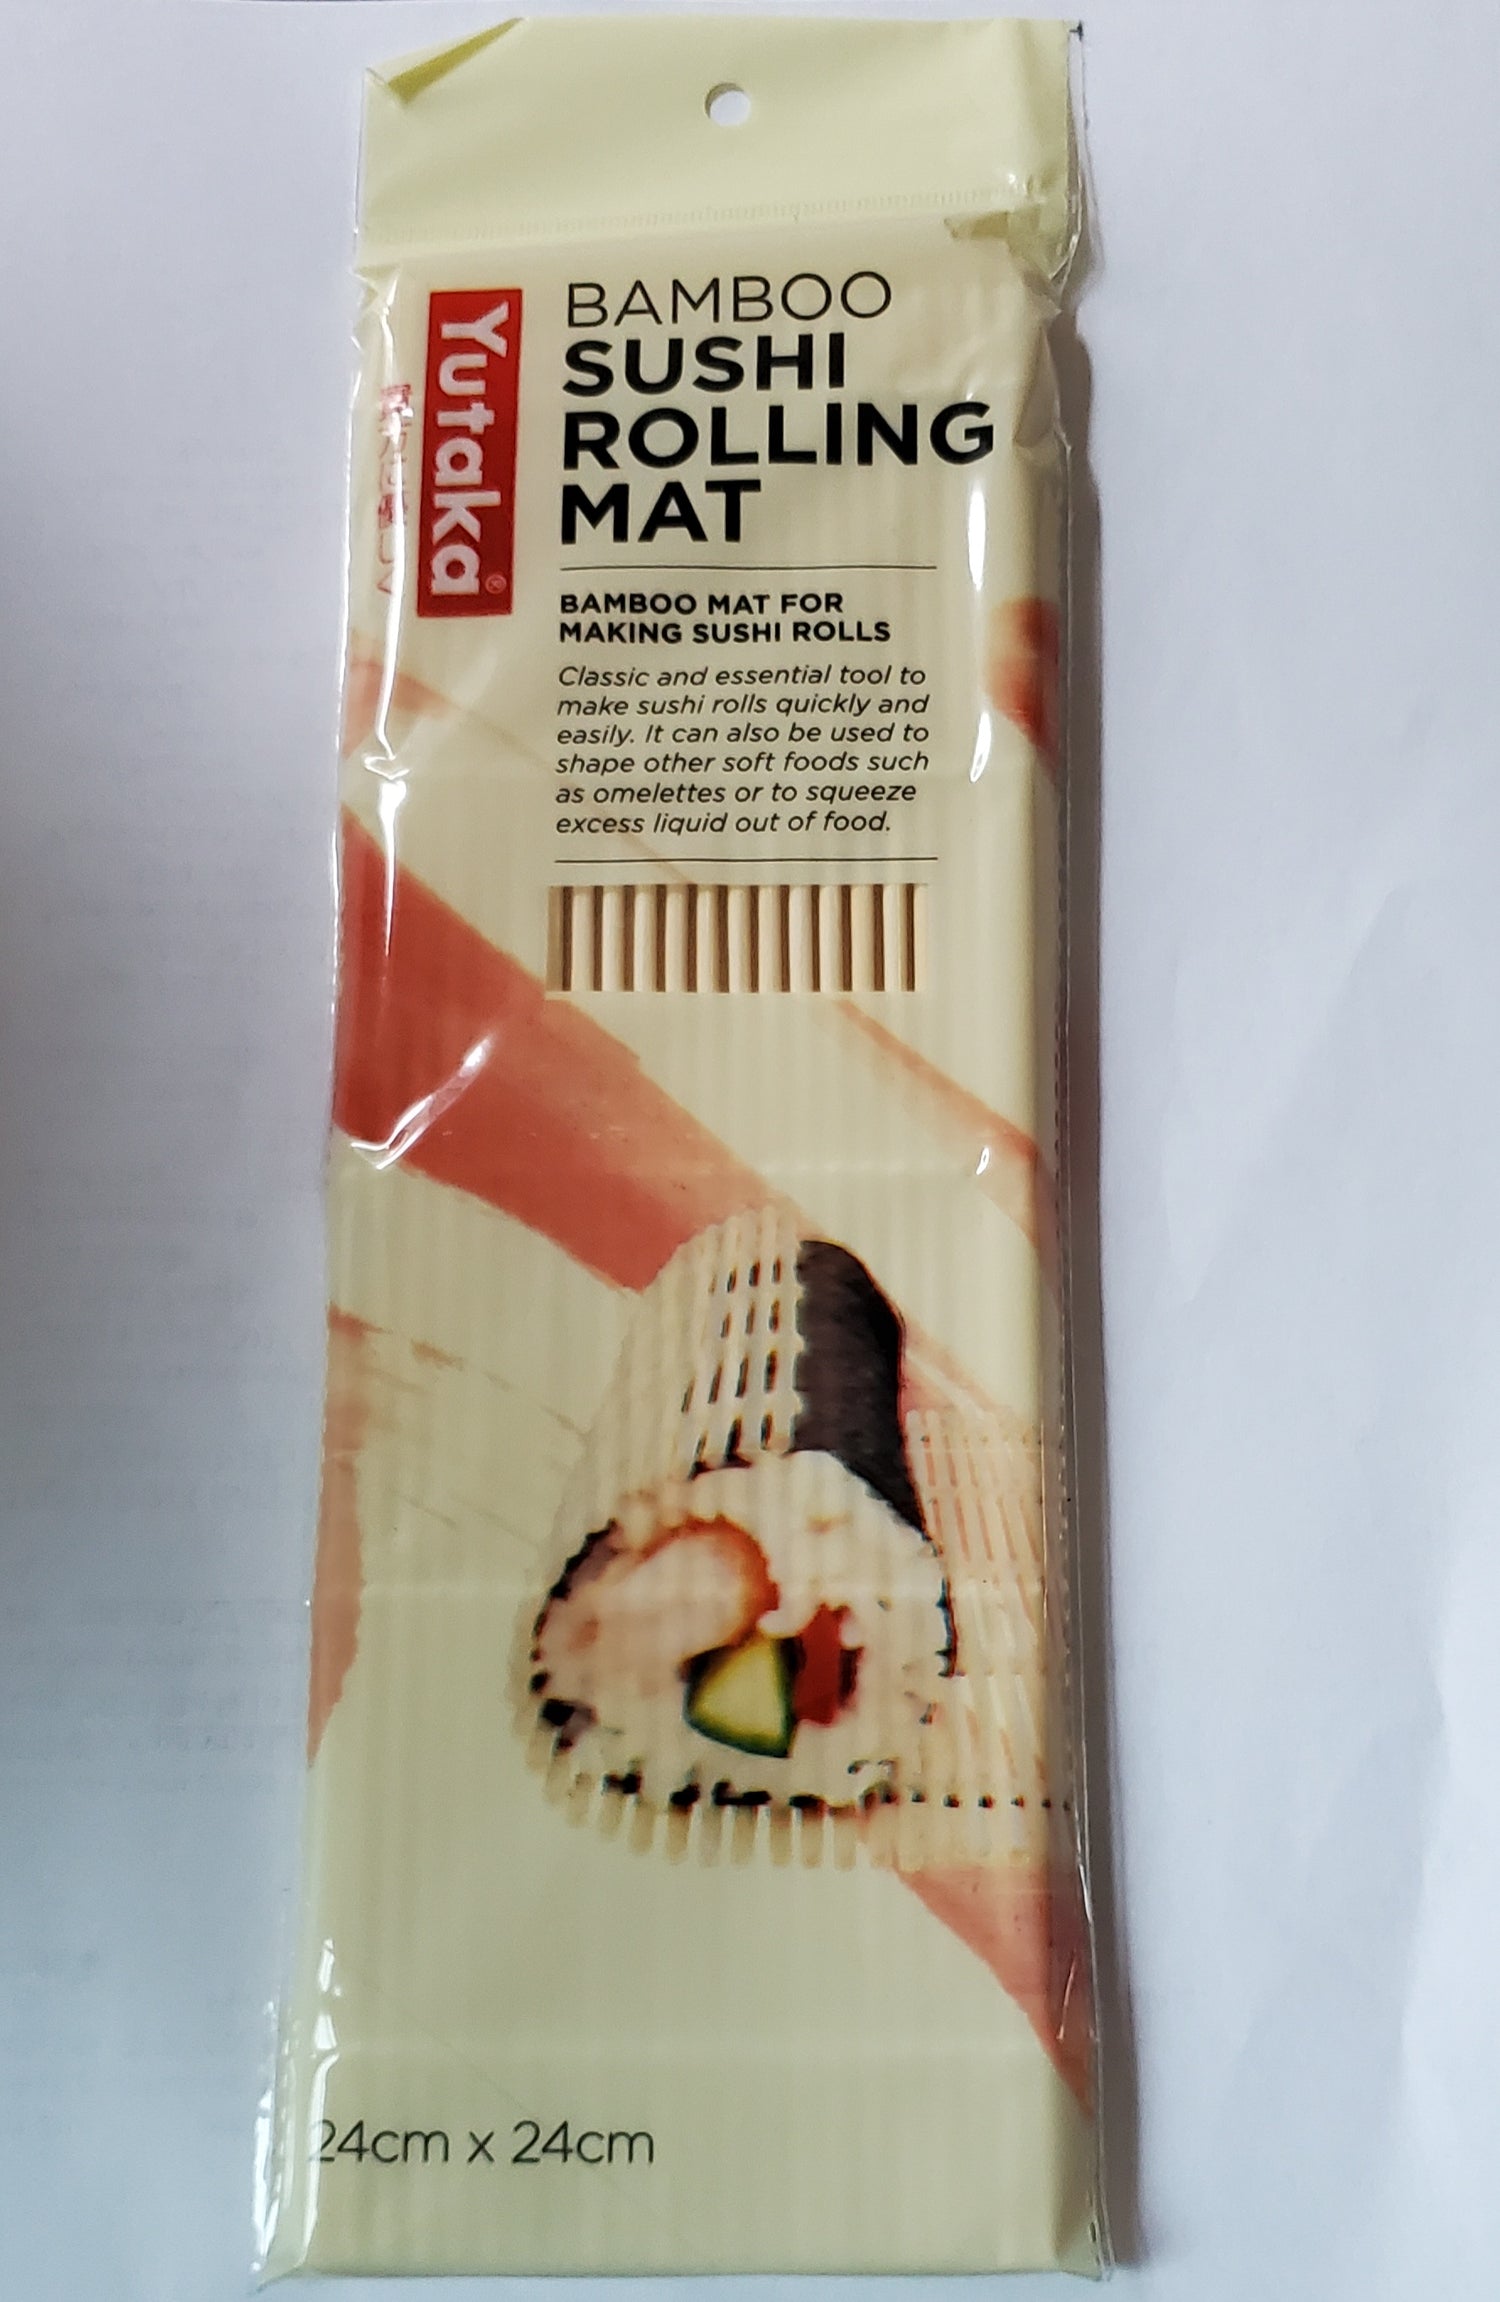 Yutaka®
BAMBOO
SUSHI
ROLLING
MAT
BAMBOO MAT FOR
MAKING SUSHI ROLLS
Classic and essential tool to
make sushi rolls quickly and
easily. It can also be used to
shape other soft foods such
as omelettes or to squeeze
excess liquid out of food.
24cm x 24cm